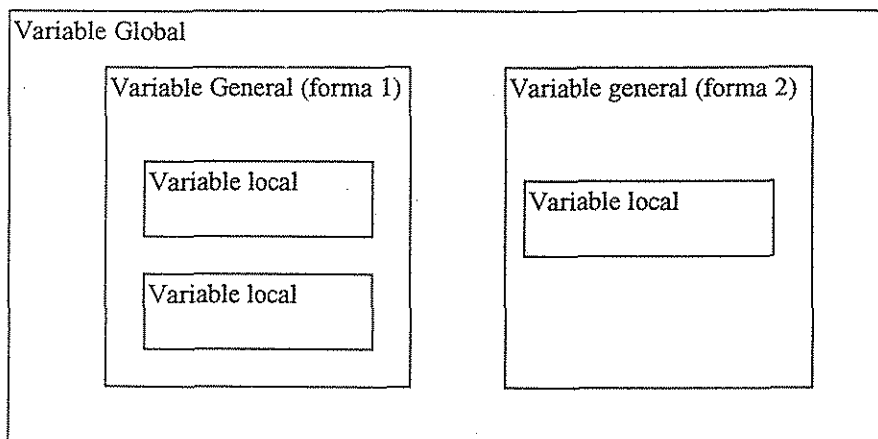 Variable Global
Variable General (forma 1)
Variable local
Variable local
Variable general (forma 2)
Variable local